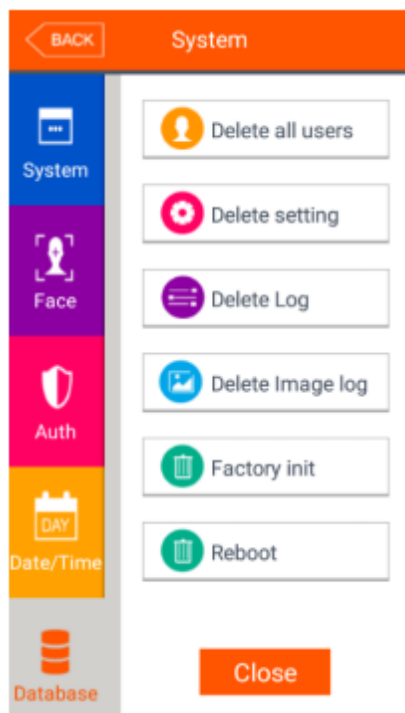 BACK
System
System
Face
Auth
DAY
Date/Time
Database
Delete all users
Delete setting
Delete Log
Delete Image log
Factory init
Reboot
Close